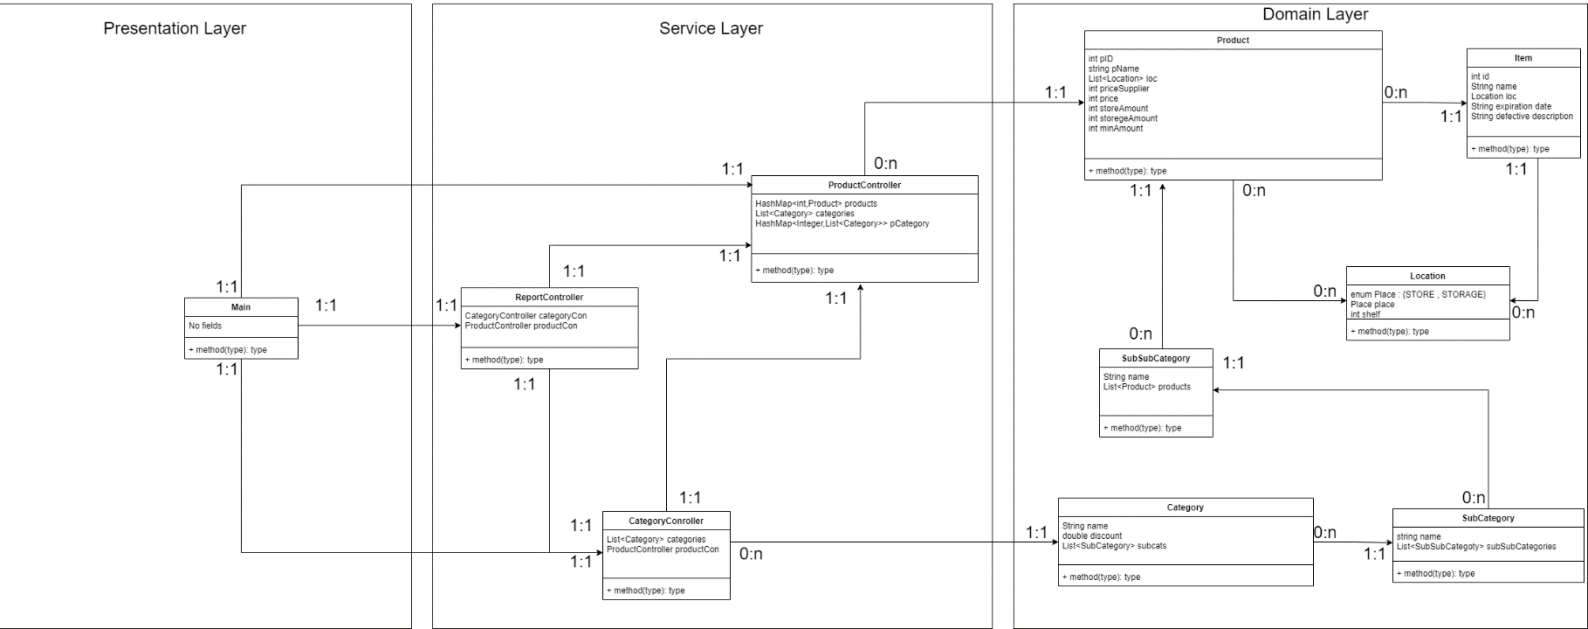 Presentation Layer
Service Layer
Domain Layer
Product
int pID
string pName
List<Location> loc
int priceSupplier
int price
int storeAmount
int storegeAmount
int minAmount
+ method(type): type
Item
int id
String name
Location loc
String expiration date
String defective description
+ method(type): type
1:1
0:n
1:1
0:n
1:1
1:1
0:n
1:1
ProductController
HashMap<int,Product> products
List<Category> categories
HashMap<Integer,List<Category>> pCategory
+ method(type): type
1:1
1:1
1:1
1:1
Main
No fields
+ method(type): type
1:1
1:1
1:1
ReportController
CategoryController categoryCon
ProductController productCon
+ method(type): type
1:1
Location
enum Place : {STORE , STORAGE}
Place place
int shelf
+ method(type): type
0:n
0:n
0:n
SubSubCategory
String name
List<Product> products
+ method(type): type
1:1
1:1
CategoryConroller
List<Category> categories
ProductController productCon
+ method(type): type
1:1
1:1
0:n
1:1
Category
String name
double discount
List<SubCategory> subcats
+ method(type): type
0:n
1:1
0:n
SubCategory
string name
List<SubSubCategoty> subSubCategories
+ method(type): type